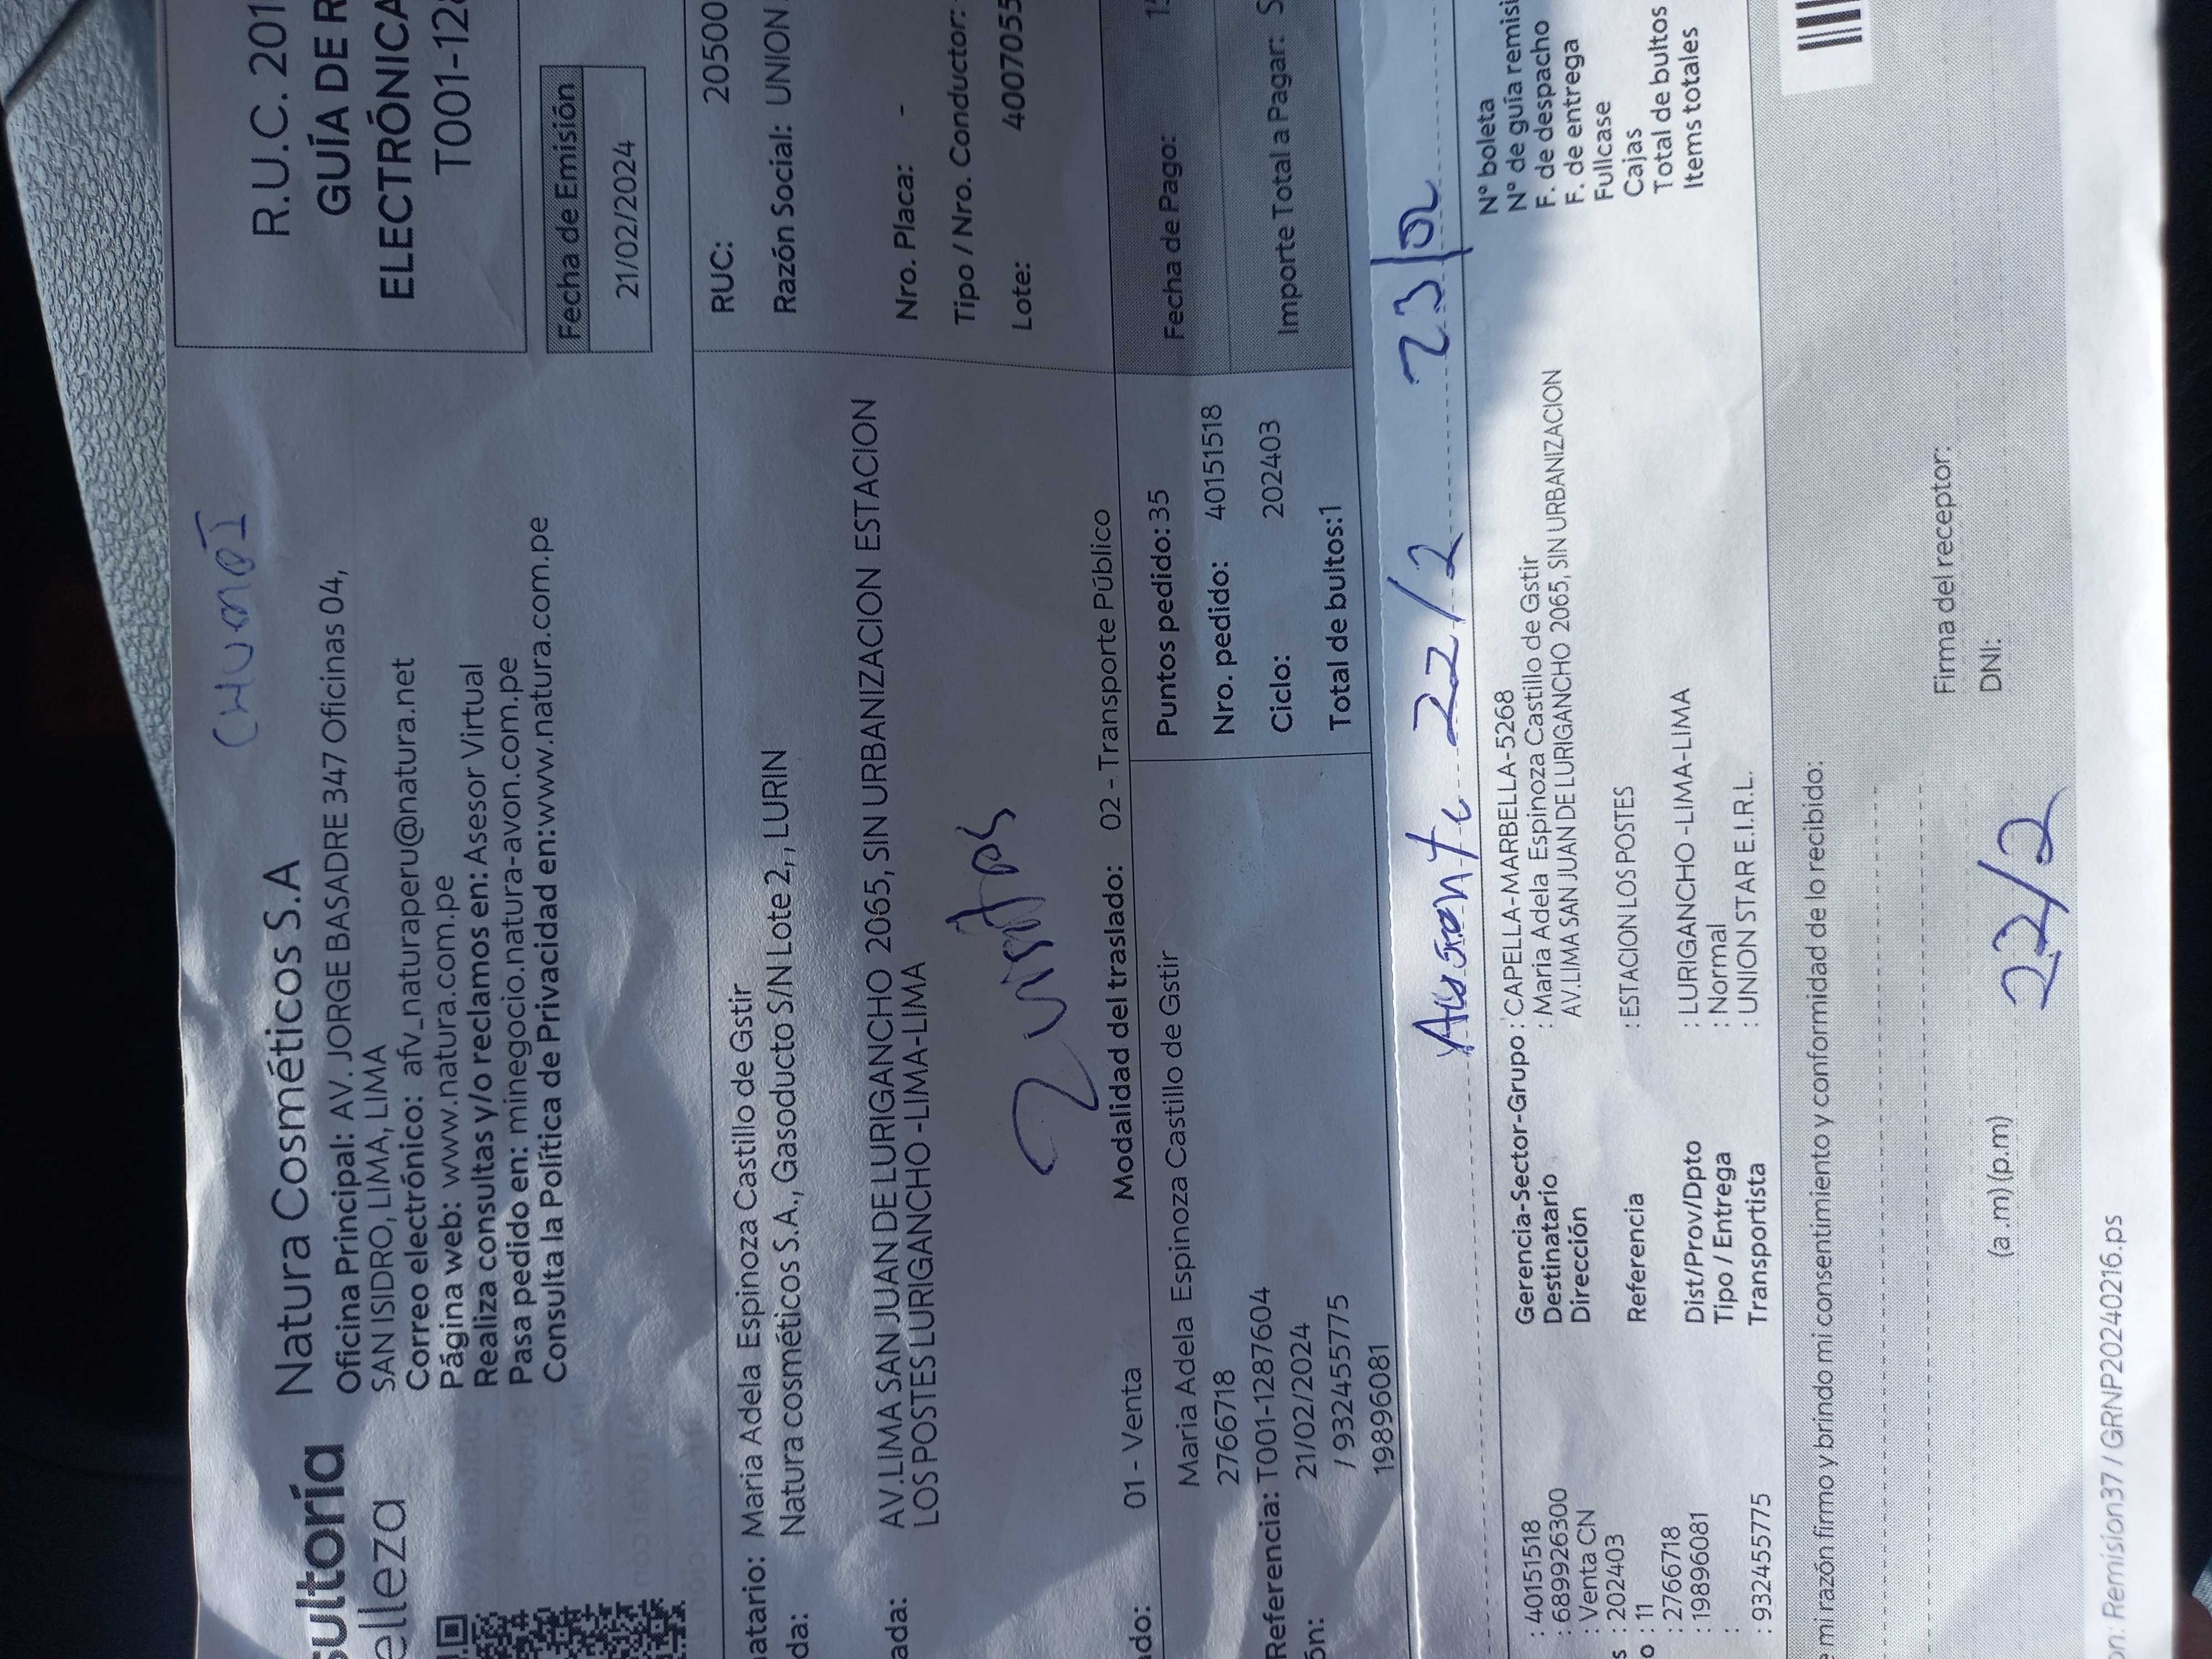 CHUMPI
R.U.C. 201
GUÍA DE R
ELECTRÓNICA
T001-128
Natura Cosméticos S.A
Oficina Principal: AV. JORGE BASADRE 347 Oficinas 04,
SAN ISIDRO, LIMA, LIMA
Correo electrónico: afv_naturaperu@natura.net
Página web: www.natura.com.pe
Realiza consultas y/o reclamos en: Asesor Virtual
Pasa pedido en: minegocio.natura-avon.com.pe
Consulta la Política de Privacidad en:www.natura.com.pe
sultoría
elleza
Fecha de Emisión
21/02/2024
atario: Maria Adela Espinoza Castillo de Gstir
da: Natura cosméticos S.A., Gasoducto S/N Lote 2, , LURIN
ada: AV.LIMA SAN JUAN DE LURIGANCHO 2065, SIN URBANIZACION ESTACION
LOS POSTES LURIGANCHO -LIMA-LIMA
RUC: 20500
Razón Social: UNION
Nro. Placa: -
Tipo / Nro. Conductor:
Lote: 4007055
2 visitas
ado: 01 - Venta Modalidad del traslado: 02 - Transporte Público
Maria Adela Espinoza Castillo de Gstir
2766718
Referencia: T001-1287604
21/02/2024
ón: / 932455775
19896081
Puntos pedido: 35
Nro. pedido: 40151518
Ciclo: 202403
Total de bultos:1
Fecha de Pago: 15
Importe Total a Pagar: S
Ausente 22/2 23/02
: 40151518
: 689926300
: Venta CN
s : 202403
o : 11
: 2766718
: 19896081
:
: 932455775
Gerencia-Sector-Grupo : CAPELLA-MARBELLA-5268
Destinatario : Maria Adela Espinoza Castillo de Gstir
Dirección AV.LIMA SAN JUAN DE LURIGANCHO 2065, SIN URBANIZACION
Referencia : ESTACION LOS POSTES
Dist/Prov/Dpto : LURIGANCHO -LIMA-LIMA
Tipo / Entrega : Normal
Transportista : UNION STAR E.I.R.L.
N° boleta
N° de guía remisi
F. de despacho
F. de entrega
Fullcase
Cajas
Total de bultos
Items totales
e mi razón firmo y brindo mi consentimiento y conformidad de lo recibido:
Firma del receptor:
(a .m) (p.m) DNI:
22/2
on: Remision37 / GRNP20240216.ps